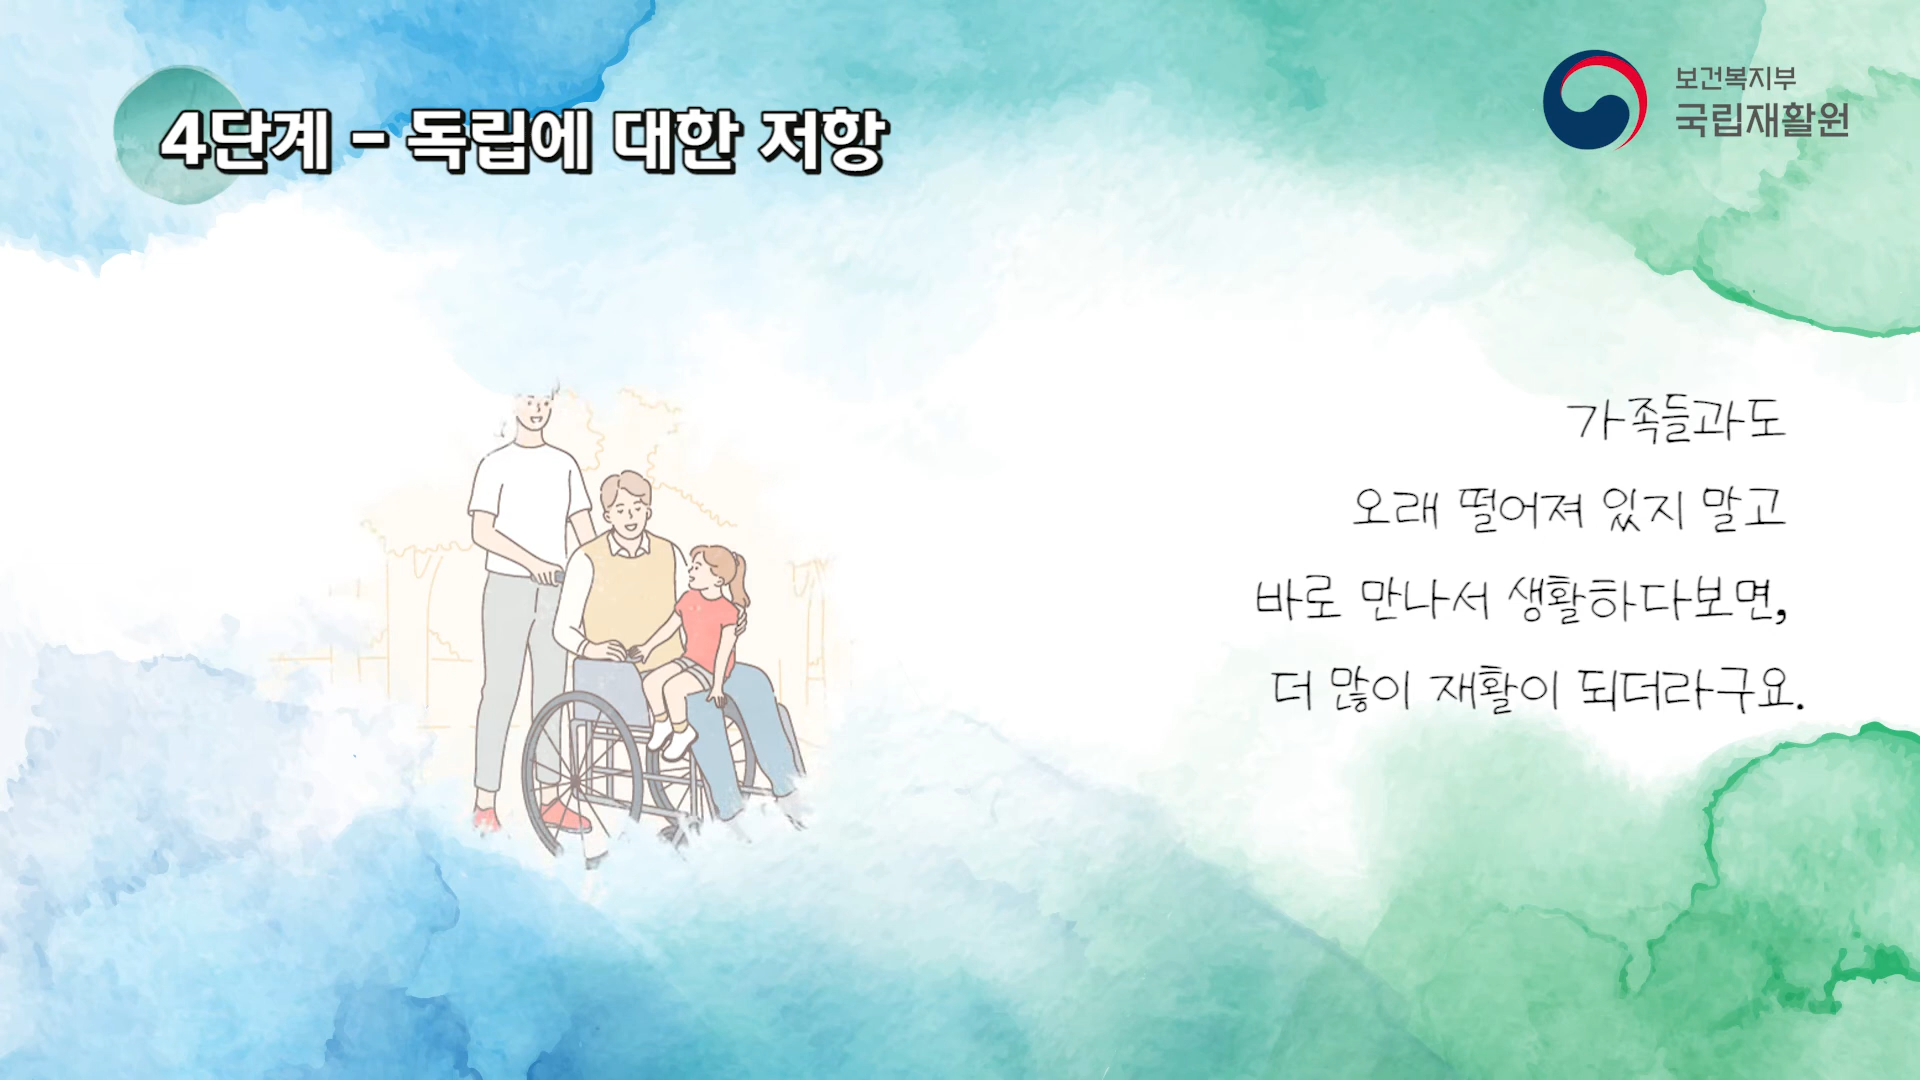 4단계 - 독립에 대한 저항
보건복지부
국립재활원
가족들과도
오래 떨어져 있지 말고
바로 만나서 생활하다보면,
더 많이 재활이 되더라구요.